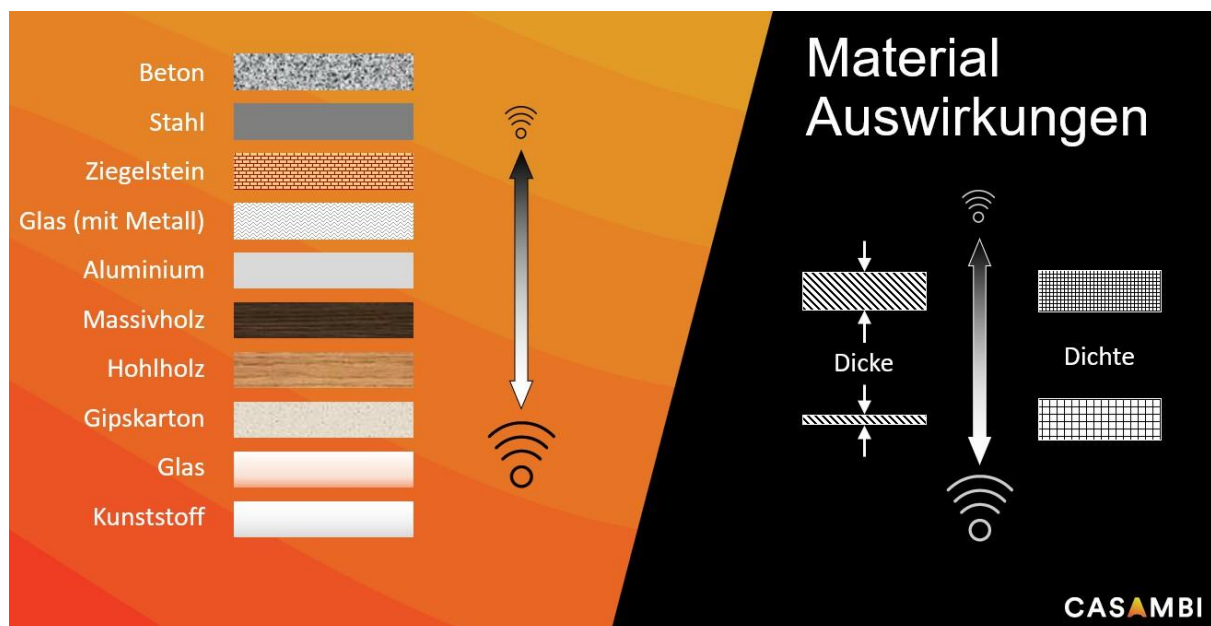 Material
Auswirkungen
Beton
Stahl
Ziegelstein
Glas (mit Metall)
Aluminium
Massivholz
Hohlholz
Gipskarton
Glas
Kunststoff
Dicke
Dichte
CASAMBI